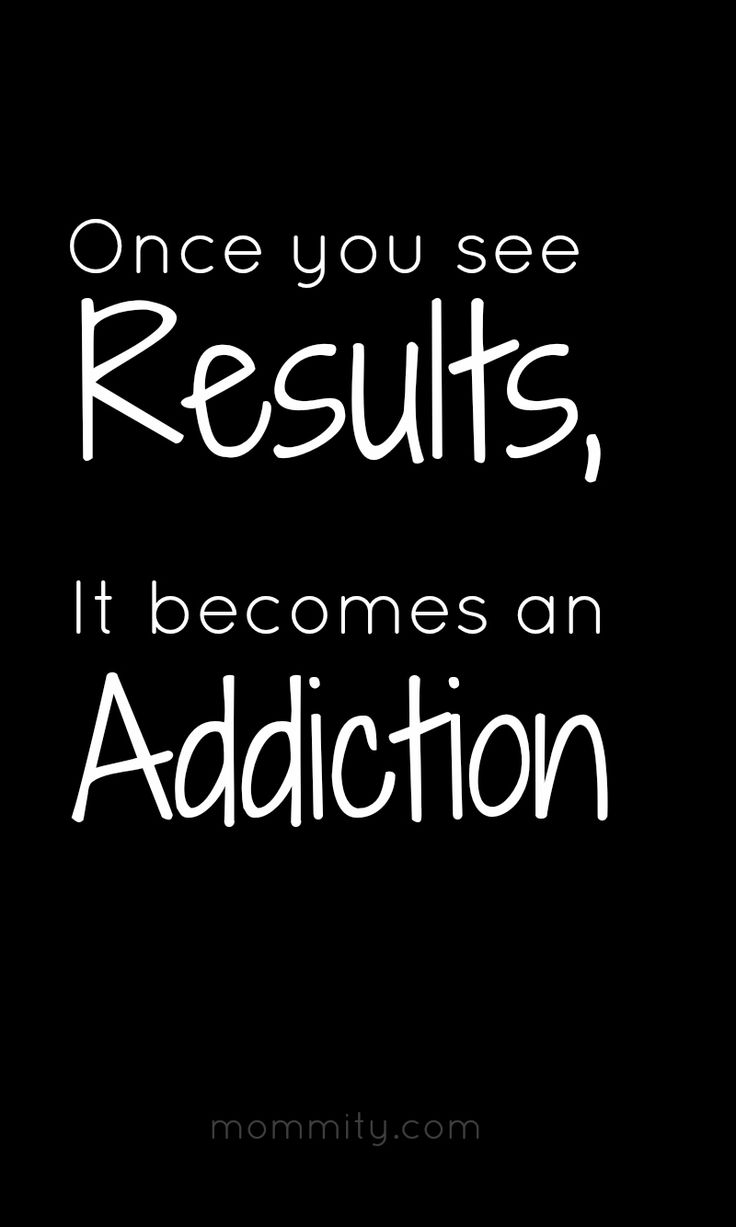 Once you see
Results,
It becomes an
Addiction
mommity.com